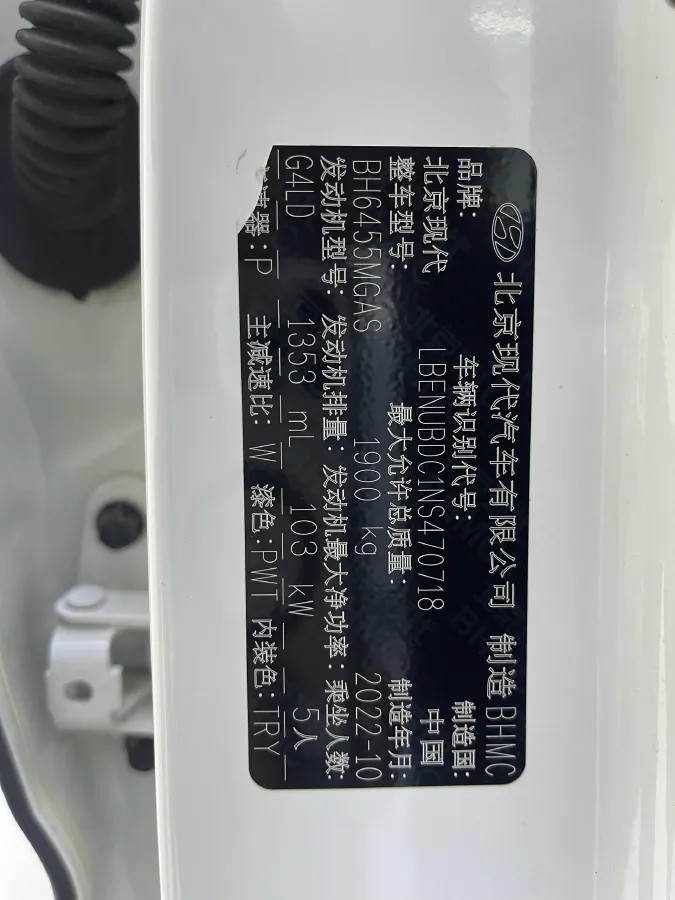 北京现代汽车有限公司 制造 BHMC
品牌: 车辆识别代号: 制造国:
北京现代 LBENUBDC1NS470718 中国
整车型号: 最大允许总质量: 制造年月:
BH6455MGAS 1900 kg 2022-10
发动机型号: 发动机排量: 发动机最大净功率: 乘坐人数:
G4LD 1353 mL 103 kW 5人
速器: P 主减速比: W 漆色: PWT 内装色: TRY